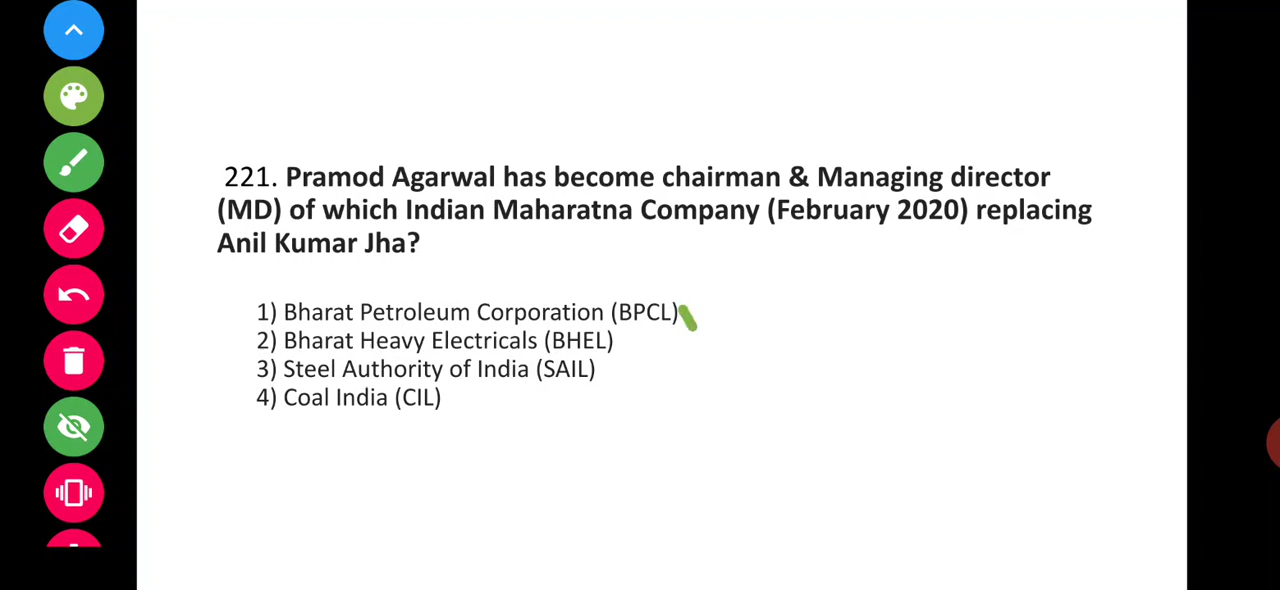 221. Pramod Agarwal has become chairman & Managing director
(MD) of which Indian Maharatna Company (February 2020) replacing
Anil Kumar Jha?
1) Bharat Petroleum Corporation (BPCL)
2) Bharat Heavy Electricals (BHEL)
3) Steel Authority of India (SAIL)
4) Coal India (CIL)